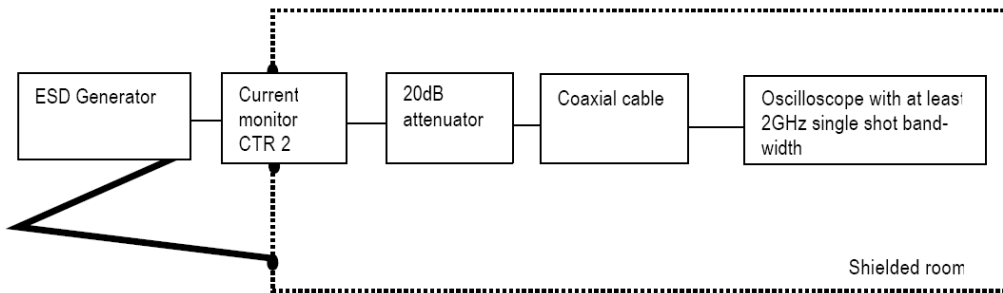 ESD Generator
Current
monitor
CTR 2
20dB
attenuator
Coaxial cable
Oscilloscope with at least
2GHz single shot band-
width
Shielded room